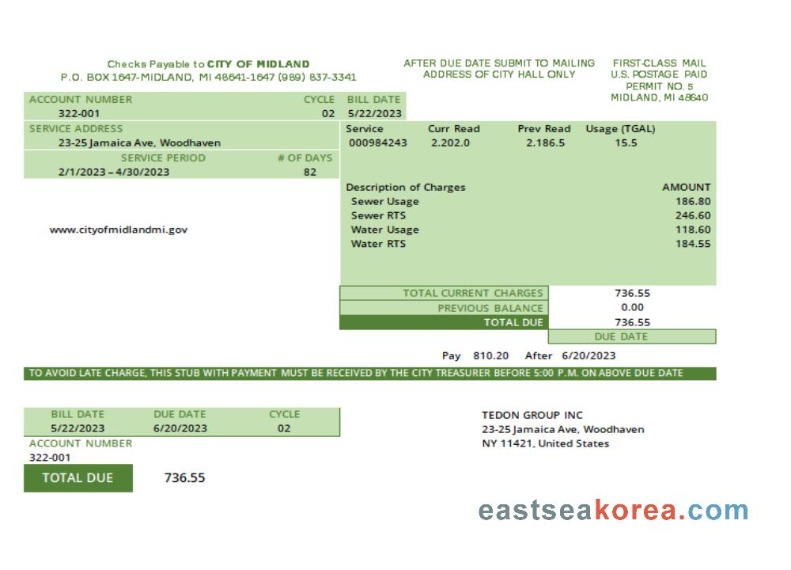 Checks Payable to CITY OF MIDLAND
P.O. BOX 1647-MIDLAND, MI 48641-1647 (989) 837-3341
AFTER DUE DATE SUBMIT TO MAILING
ADDRESS OF CITY HALL ONLY
FIRST-CLASS MAIL
U.S. POSTAGE PAID
PERMIT NO. 5
MIDLAND, MI 48640
ACCOUNT NUMBER CYCLE BILL DATE
322-001 02 5/22/2023
SERVICE ADDRESS
23-25 Jamaica Ave, Woodhaven
SERVICE PERIOD # OF DAYS
2/1/2023 – 4/30/2023 82
www.cityofmidlandmi.gov
Service Curr Read Prev Read Usage (TGAL)
000984243 2.202.0 2.186.5 15.5
Description of Charges AMOUNT
Sewer Usage 186.80
Sewer RTS 246.60
Water Usage 118.60
Water RTS 184.55
TOTAL CURRENT CHARGES 736.55
PREVIOUS BALANCE 0.00
TOTAL DUE 736.55
DUE DATE
Pay 810.20 After 6/20/2023
TO AVOID LATE CHARGE, THIS STUB WITH PAYMENT MUST BE RECEIVED BY THE CITY TREASURER BEFORE 5:00 P.M. ON ABOVE DUE DATE
BILL DATE DUE DATE CYCLE
5/22/2023 6/20/2023 02
ACCOUNT NUMBER
322-001
TOTAL DUE 736.55
TEDON GROUP INC
23-25 Jamaica Ave, Woodhaven
NY 11421, United States
eastseakorea.com